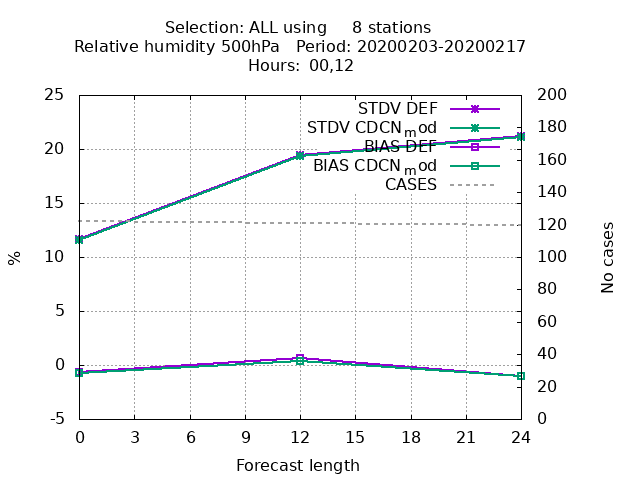 Selection: ALL using     8 stations
Relative humidity 500hPa   Period: 20200203-20200217
Hours: 00,12
STDV DEF
STDV CDCNmod
BIAS DEF
BIAS CDCNmod
CASES
25
20
15
10
5
0
-5
%
200
180
160
140
120
100
80
60
40
20
0
No cases
0 3 6 9 12 15 18 21 24
Forecast length